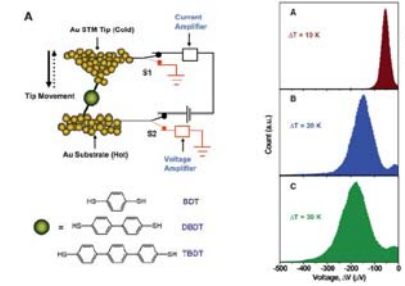 A
Au STM Tip (Cold)
Current
Amplifier
S1
Tip Movement
S2
Au Substrate (Hot)
Voltage
Amplifier
HS
SH
BDT
HS
SH
DBDT
HS
SH
TBDT
=
A
ΔT = 10 K
B
ΔT = 20 K
C
ΔT = 30 K
Count (a.u.)
-500 -400 -300 -200 -100 0
Voltage, ΔV (μV)